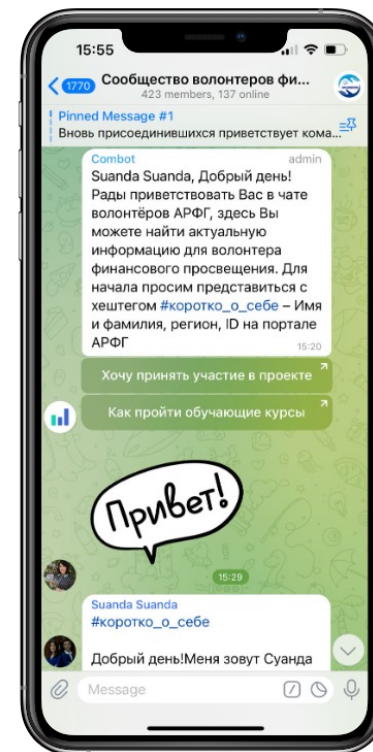 15:55
1770
Сообщество волонтеров фи...
423 members, 137 online
Pinned Message #1
Вновь присоединившихся приветствует кома...
Combot
admin
Suanda Suanda, Добрый день!
Рады приветствовать Вас в чате
волонтёров АРФГ, здесь Вы
можете найти актуальную
информацию для волонтера
финансового просвещения. Для
начала просим представиться с
хештегом #коротко_о_себе – Имя
и фамилия, регион, ID на портале
АРФГ
15:20
Хочу принять участие в проекте
Как пройти обучающие курсы
Привет!
15:29
Suanda Suanda
#коротко_о_себе
Добрый день!Меня зовут Суанда
Message